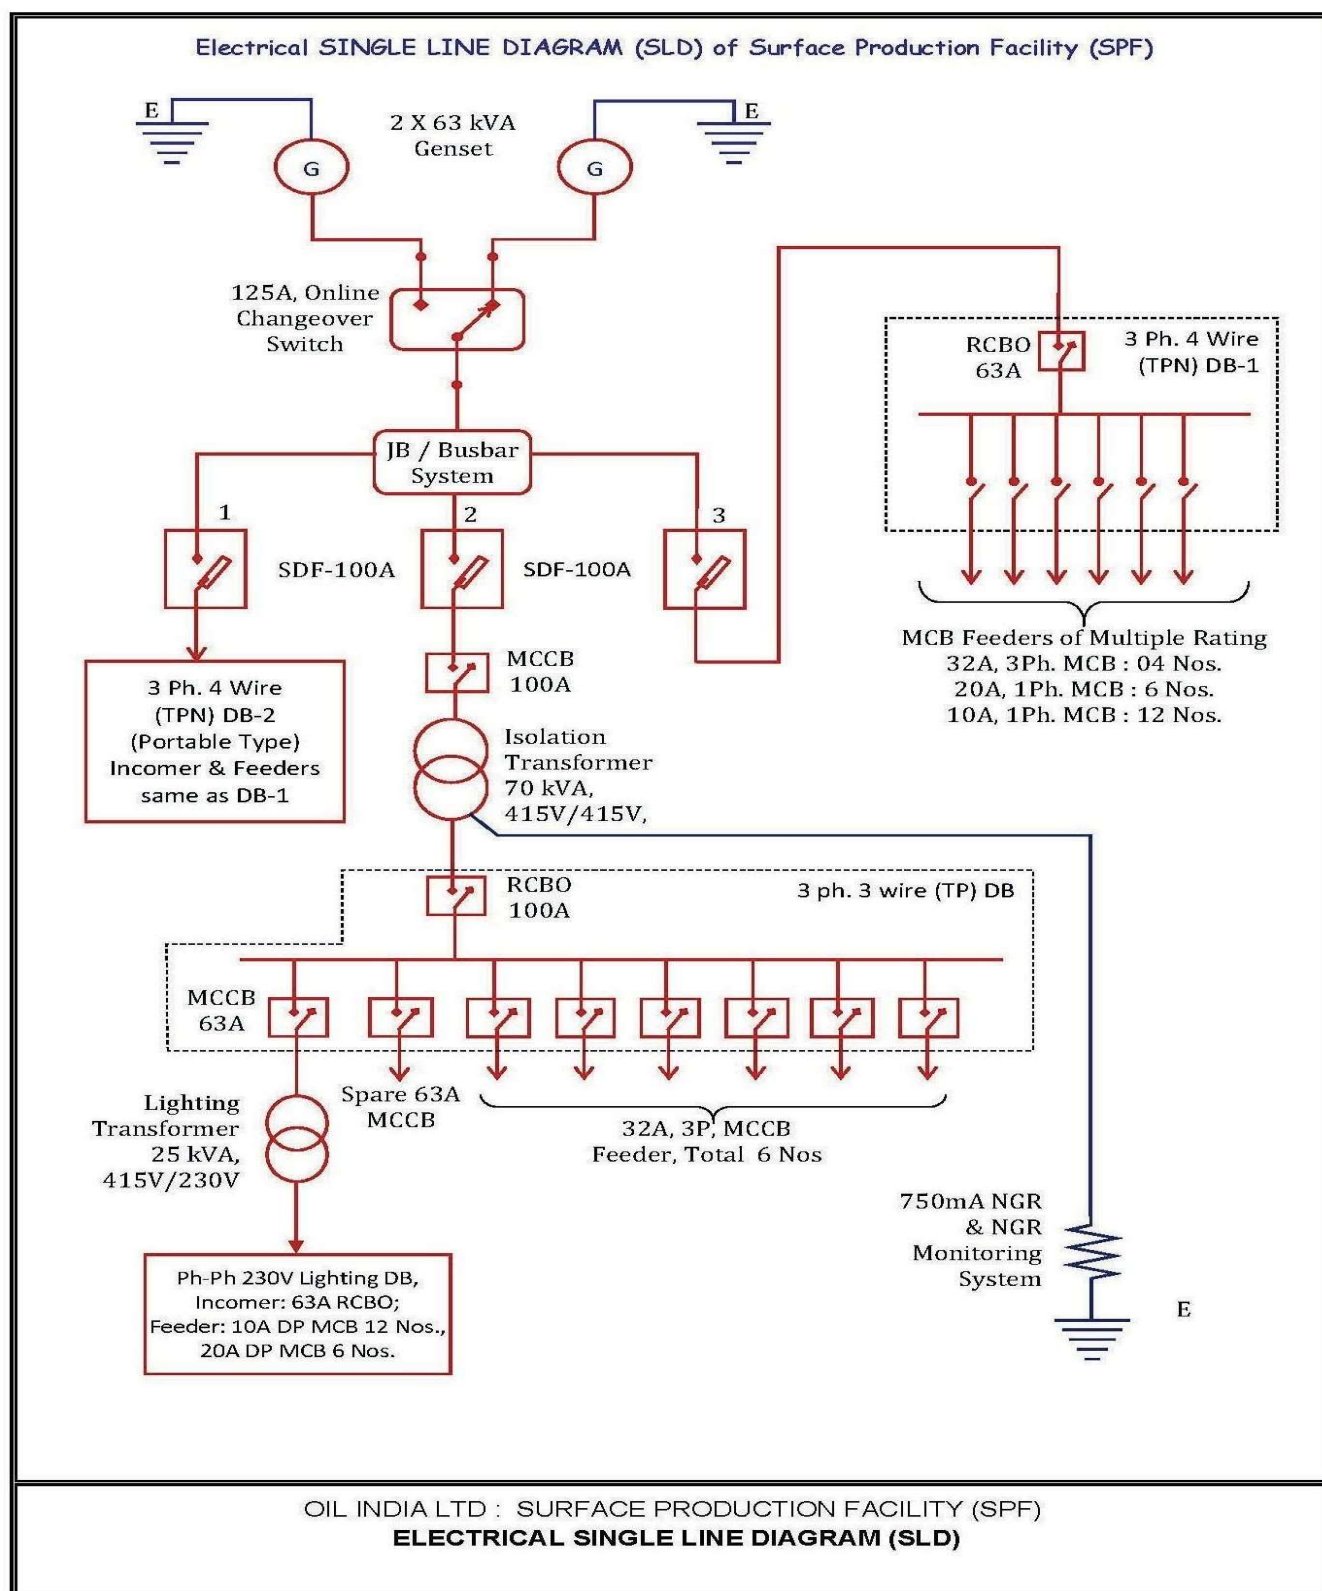 Electrical SINGLE LINE DIAGRAM (SLD) of Surface Production Facility (SPF)
E
2 X 63 kVA
Genset
E
G
G
125A, Online
Changeover
Switch
RCBO
63A
3 Ph. 4 Wire
(TPN) DB-1
JB / Busbar
System
1
2
3
SDF-100A
SDF-100A
MCB Feeders of Multiple Rating
32A, 3Ph. MCB : 04 Nos.
20A, 1Ph. MCB : 6 Nos.
10A, 1Ph. MCB : 12 Nos.
MCCB
100A
3 Ph. 4 Wire
(TPN) DB-2
(Portable Type)
Incomer & Feeders
same as DB-1
Isolation
Transformer
70 kVA,
415V/415V,
RCBO
100A
3 ph. 3 wire (TP) DB
MCCB
63A
Spare 63A
MCCB
32A, 3P, MCCB
Feeder, Total 6 Nos
Lighting
Transformer
25 kVA,
415V/230V
750mA NGR
& NGR
Monitoring
System
E
Ph-Ph 230V Lighting DB,
Incomer: 63A RCBO;
Feeder: 10A DP MCB 12 Nos.,
20A DP MCB 6 Nos.
OIL INDIA LTD : SURFACE PRODUCTION FACILITY (SPF)
ELECTRICAL SINGLE LINE DIAGRAM (SLD)